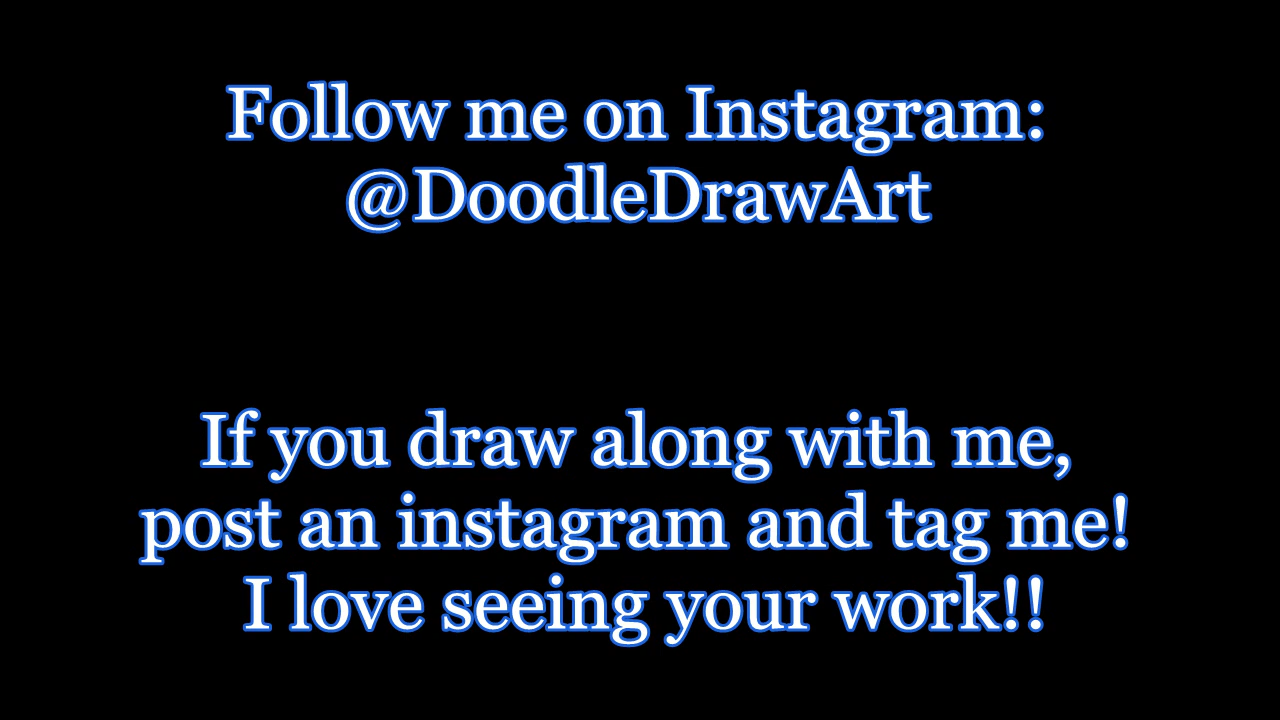 Follow me on Instagram:
@DoodleDrawArt
If you draw along with me,
post an instagram and tag me!
I love seeing your work!!